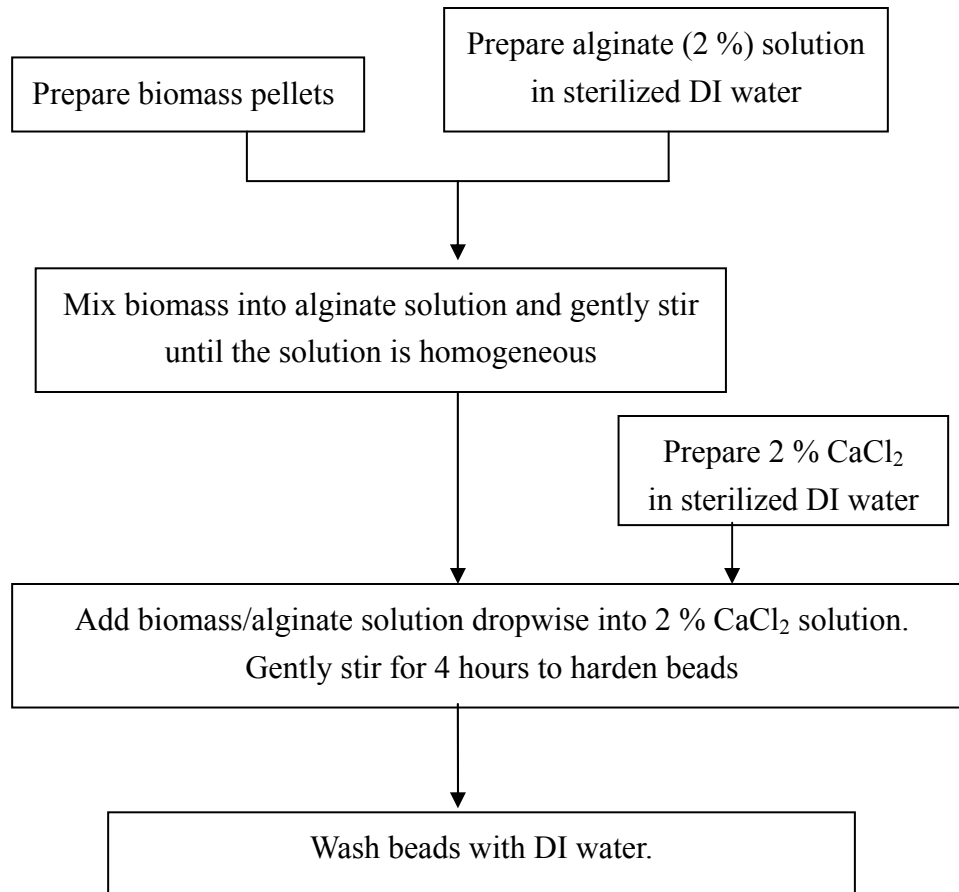 Prepare biomass pellets
Prepare alginate (2 %) solution
in sterilized DI water
Mix biomass into alginate solution and gently stir
until the solution is homogeneous
Prepare 2 % CaCl₂
in sterilized DI water
Add biomass/alginate solution dropwise into 2 % CaCl₂ solution.
Gently stir for 4 hours to harden beads
Wash beads with DI water.